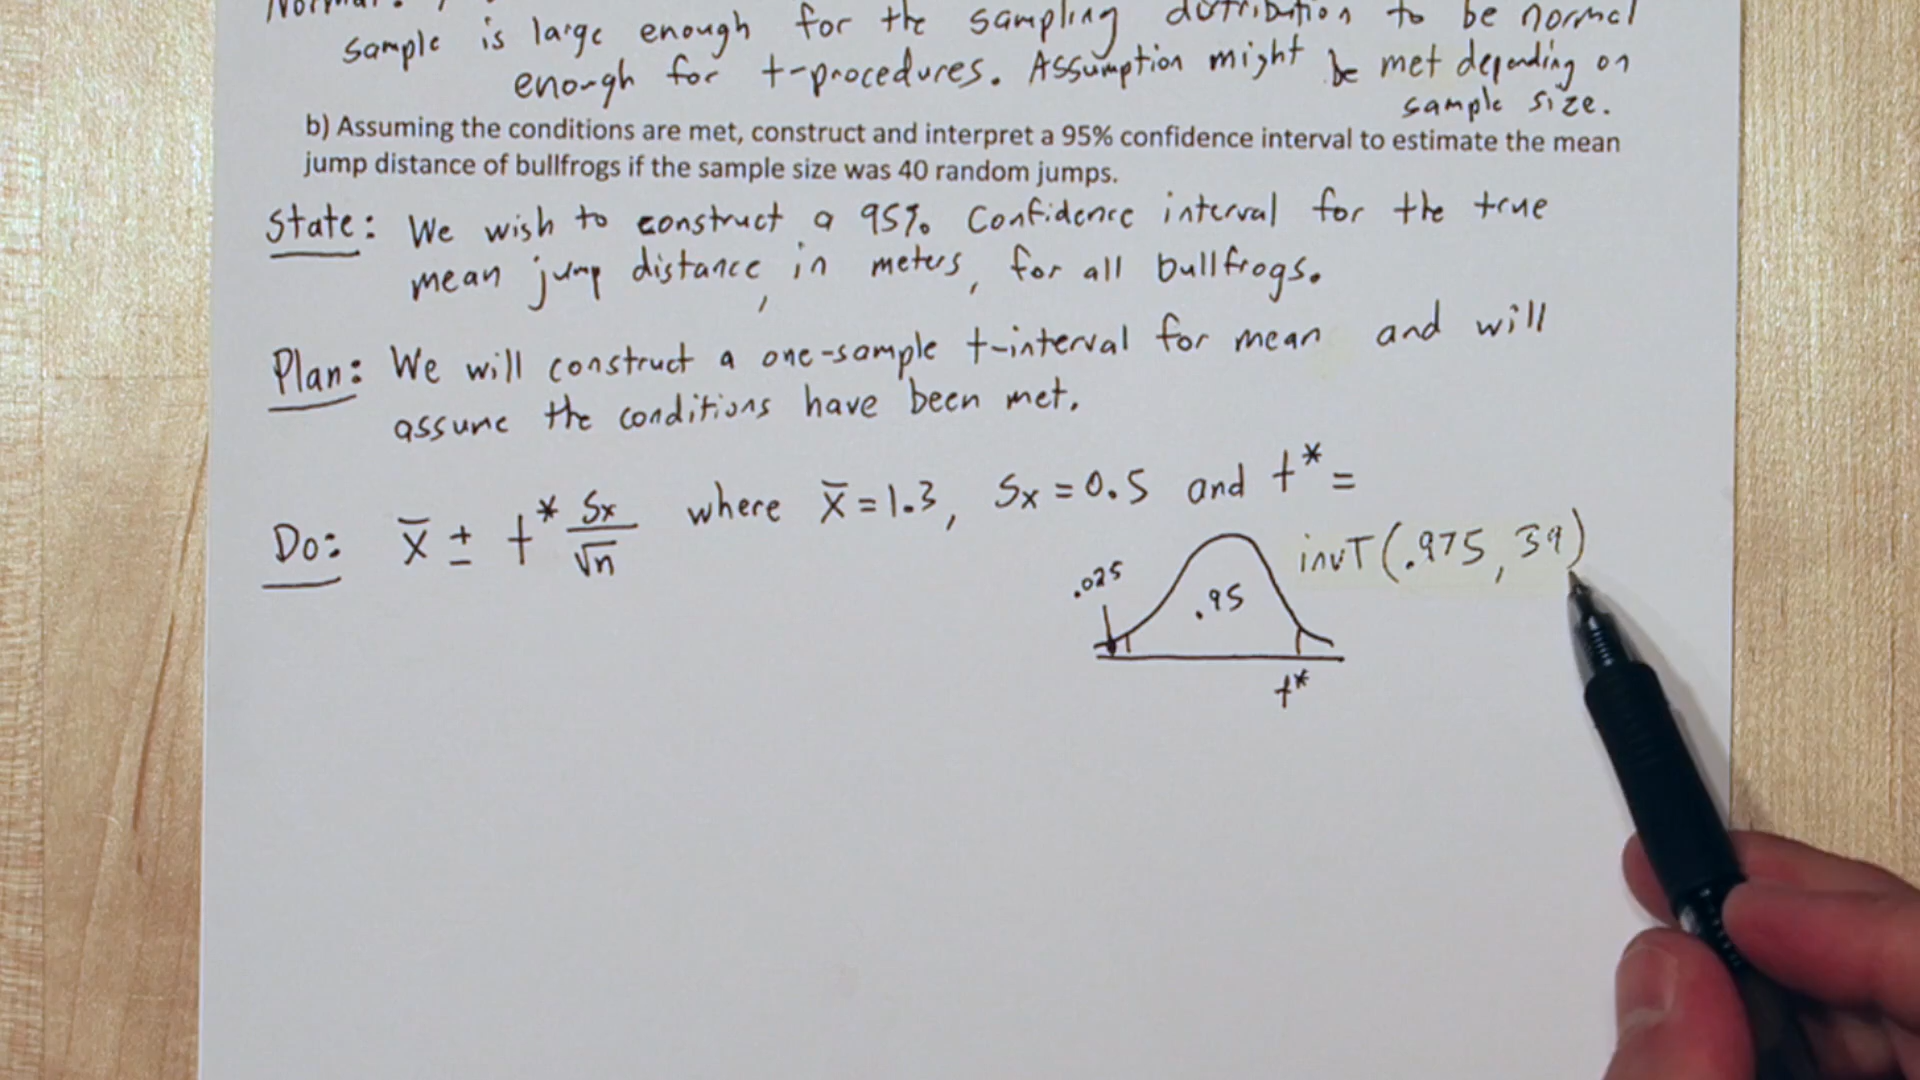 Normal:
sample is large enough for the sampling distribution to be normal
enough for t-procedures. Assumption might be met depending on
sample size.
b) Assuming the conditions are met, construct and interpret a 95% confidence interval to estimate the mean
jump distance of bullfrogs if the sample size was 40 random jumps.
State: We wish to construct a 95% Confidence interval for the true
mean jump distance, in meters, for all bullfrogs.
Plan: We will construct a one-sample t-interval for mean and will
assume the conditions have been met.
Do: x̄ ± t* Sx/√n where x̄ = 1.3, Sx = 0.5 and t* =
invT(.975, 39)
.025
.95
t*